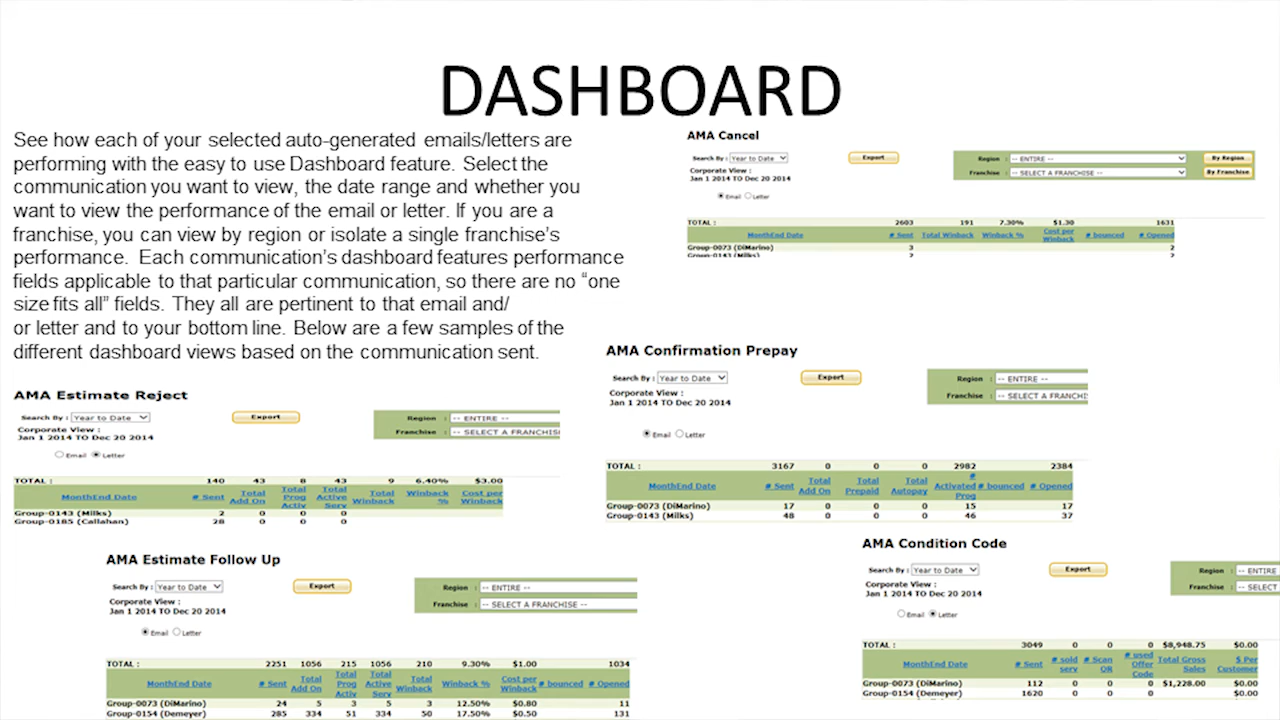 DASHBOARD
See how each of your selected auto-generated emails/letters are
performing with the easy to use Dashboard feature. Select the
communication you want to view, the date range and whether you
want to view the performance of the email or letter. If you are a
franchise, you can view by region or isolate a single franchise's
performance. Each communication's dashboard features performance
fields applicable to that particular communication, so there are no “one
size fits all” fields. They all are pertinent to that email and/
or letter and to your bottom line. Below are a few samples of the
different dashboard views based on the communication sent.
AMA Cancel
Search By : Year to Date Export Region : -- ENTIRE -- By Region
Corporate View : Franchise : -- SELECT A FRANCHISE -- By Franchise
Jan 1 2014 TO Dec 20 2014
Email Letter
TOTAL : 2603 191 7.30% $1.30 1631
MonthEnd Date # Sent Total Winback Winback % Cost per Winback # bounced # Opened
Group-0073 (DiMarino) 3 2
Group-0143 (Milks) 2 2
AMA Confirmation Prepay
Search By : Year to Date Export Region : -- ENTIRE --
Corporate View : Franchise : -- SELECT A FRANCHIS
Jan 1 2014 TO Dec 20 2014
Email Letter
TOTAL : 3167 0 0 0 2982 2384
MonthEnd Date # Sent Total Add On Total Prepaid Total Autopay # Activated Prog # bounced # Opened
Group-0073 (DiMarino) 17 0 0 0 15 17
Group-0143 (Milks) 48 0 0 0 46 37
AMA Estimate Reject
Search By : Year to Date Export Region : -- ENTIRE --
Corporate View : Franchise : -- SELECT A FRANCHIS
Jan 1 2014 TO Dec 20 2014
Email Letter
TOTAL : 140 43 8 43 9 6.40% $3.00
MonthEnd Date # Sent Total Add On Total Prog Activ Total Active Serv Total Winback Winback % Cost per Winback
Group-0143 (Milks) 2 0 0 0
Group-0185 (Callahan) 28 0 0 0
AMA Estimate Follow Up
Search By : Year to Date Export Region : -- ENTIRE --
Corporate View : Franchise : -- SELECT A FRANCHISE --
Jan 1 2014 TO Dec 20 2014
Email Letter
TOTAL : 2251 1056 215 1056 210 9.30% $1.00 1034
MonthEnd Date # Sent Total Add On Total Prog Activ Total Active Serv Total Winback Winback % Cost per Winback # bounced # Opened
Group-0073 (DiMarino) 24 5 3 5 3 12.50% $0.80 11
Group-0154 (Demeyer) 285 334 51 334 50 17.50% $0.50 131
AMA Condition Code
Search By : Year to Date Export Region : -- ENTIRE
Corporate View : Franchise : -- SELECT
Jan 1 2014 TO Dec 20 2014
Email Letter
TOTAL : 3049 0 0 0 $8,948.75 $0.00
MonthEnd Date # Sent # sold serv # Scan QR # used Offer Code Total Gross Sales $ Per Customer
Group-0073 (DiMarino) 112 0 0 0 $1,228.00 $0.00
Group-0154 (Demeyer) 1620 0 0 0 $0.00